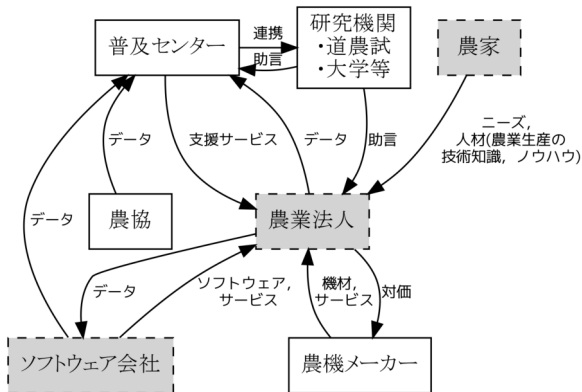 普及センター
連携
助言
研究機関
・道農試
・大学等
農家
データ
支援サービス
データ
助言
ニーズ，
人材(農業生産の
技術知識，ノウハウ)
データ
農協
農業法人
データ
ソフトウェア，
サービス
機材，
サービス
対価
ソフトウェア会社
農機メーカー